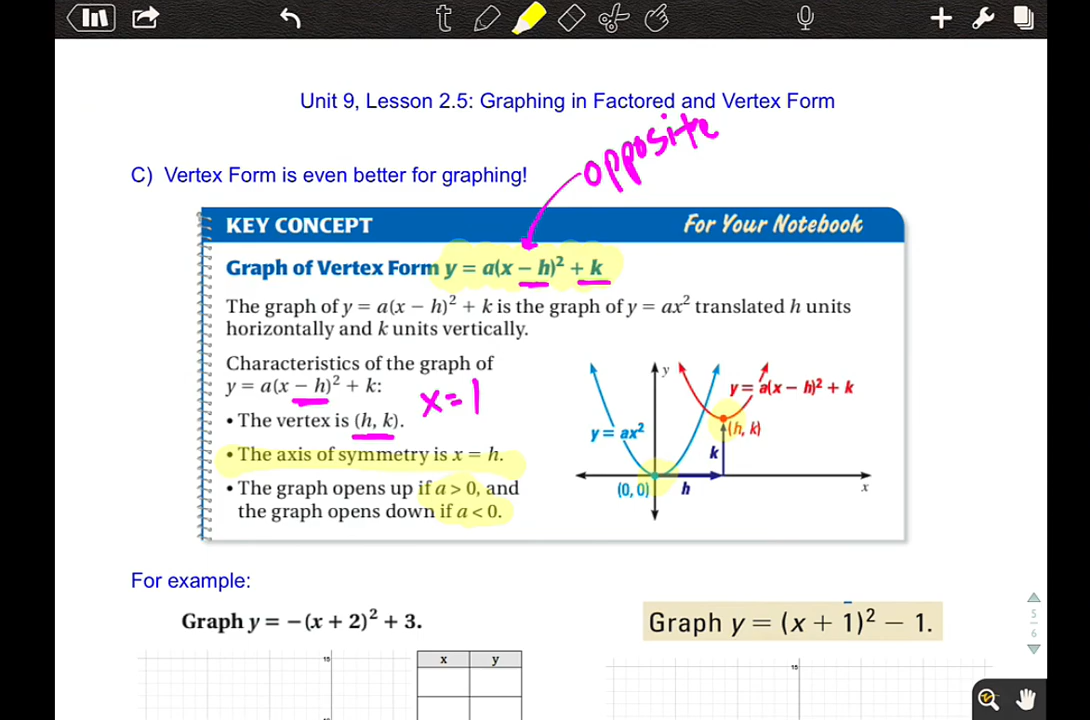 t
Unit 9, Lesson 2.5: Graphing in Factored and Vertex Form
opposite
C) Vertex Form is even better for graphing!
KEY CONCEPT
For Your Notebook
Graph of Vertex Form y = a(x − h)² + k
The graph of y = a(x − h)² + k is the graph of y = ax² translated h units
horizontally and k units vertically.
Characteristics of the graph of
y = a(x − h)² + k:
x=1
• The vertex is (h, k).
• The axis of symmetry is x = h.
• The graph opens up if a > 0, and
the graph opens down if a < 0.
y
y = a(x − h)² + k
y = ax²
(h, k)
k
(0, 0)
h
x
For example:
Graph y = −(x + 2)² + 3.
Graph y = (x + 1)² − 1.
15
x y
15
5
6